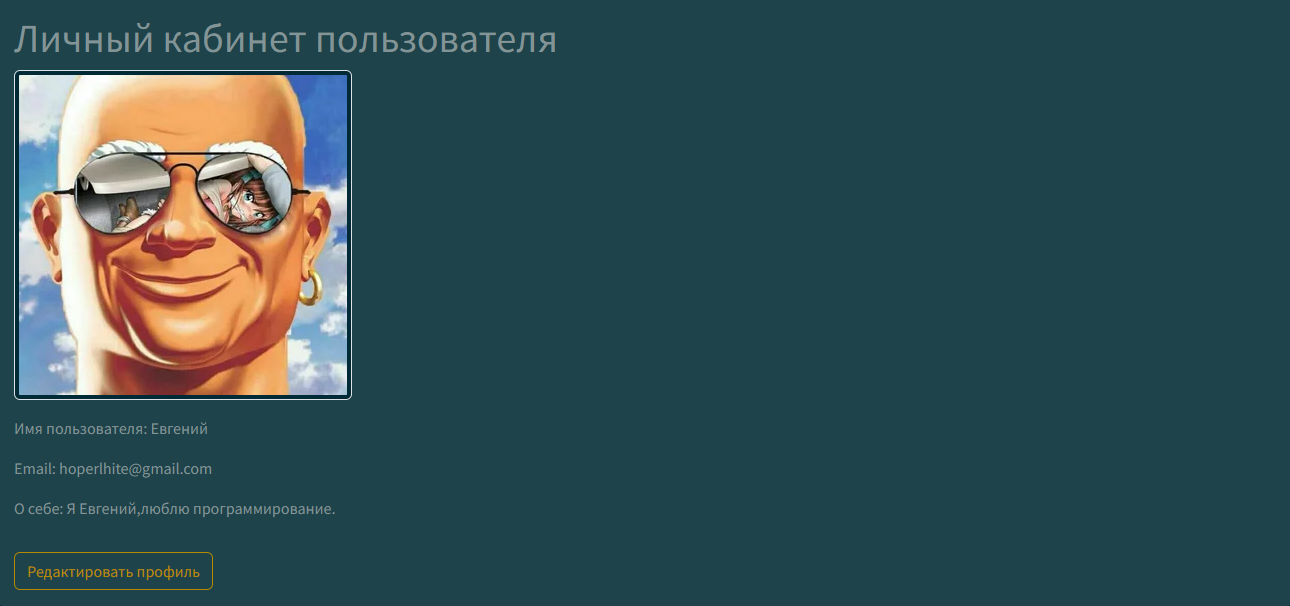 Личный кабинет пользователя
Имя пользователя: Евгений
Email: hoperlhite@gmail.com
О себе: Я Евгений,люблю программирование.
Редактировать профиль